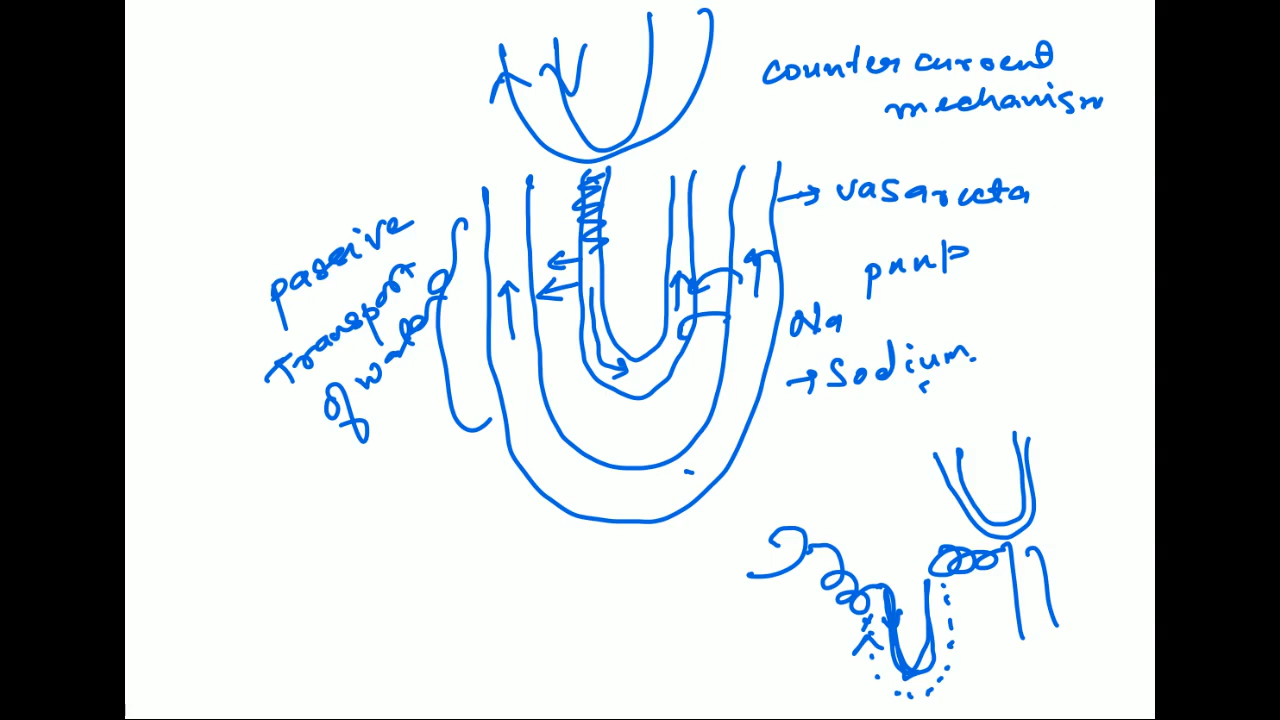 counter current
mechanism
→ vasarecta
pump
Na
→ Sodium.
passive
Transport
of water